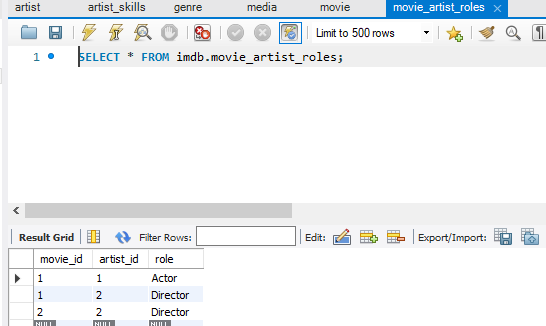 artist artist_skills genre media movie movie_artist_roles
Limit to 500 rows
1 SELECT * FROM imdb.movie_artist_roles;
Result Grid Filter Rows: Edit: Export/Import:
movie_id artist_id role
1 1 Actor
1 2 Director
2 2 Director
NULL NULL NULL